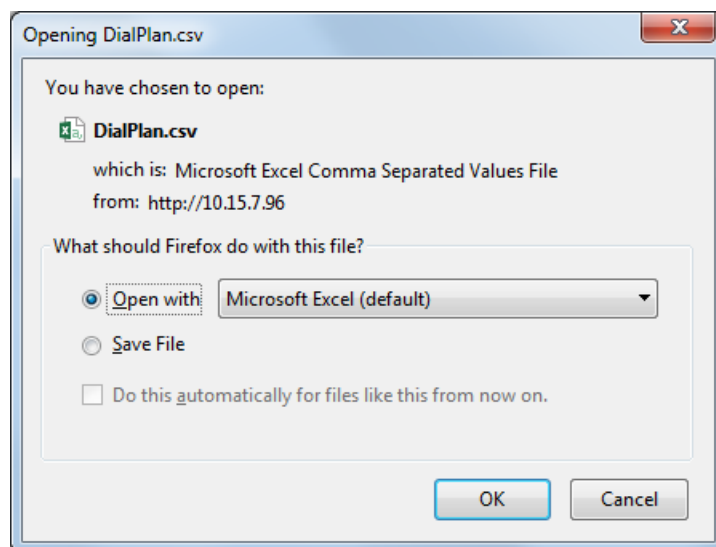 Opening DialPlan.csv
You have chosen to open:
DialPlan.csv
which is: Microsoft Excel Comma Separated Values File
from: http://10.15.7.96
What should Firefox do with this file?
Open with Microsoft Excel (default)
Save File
Do this automatically for files like this from now on.
OK Cancel